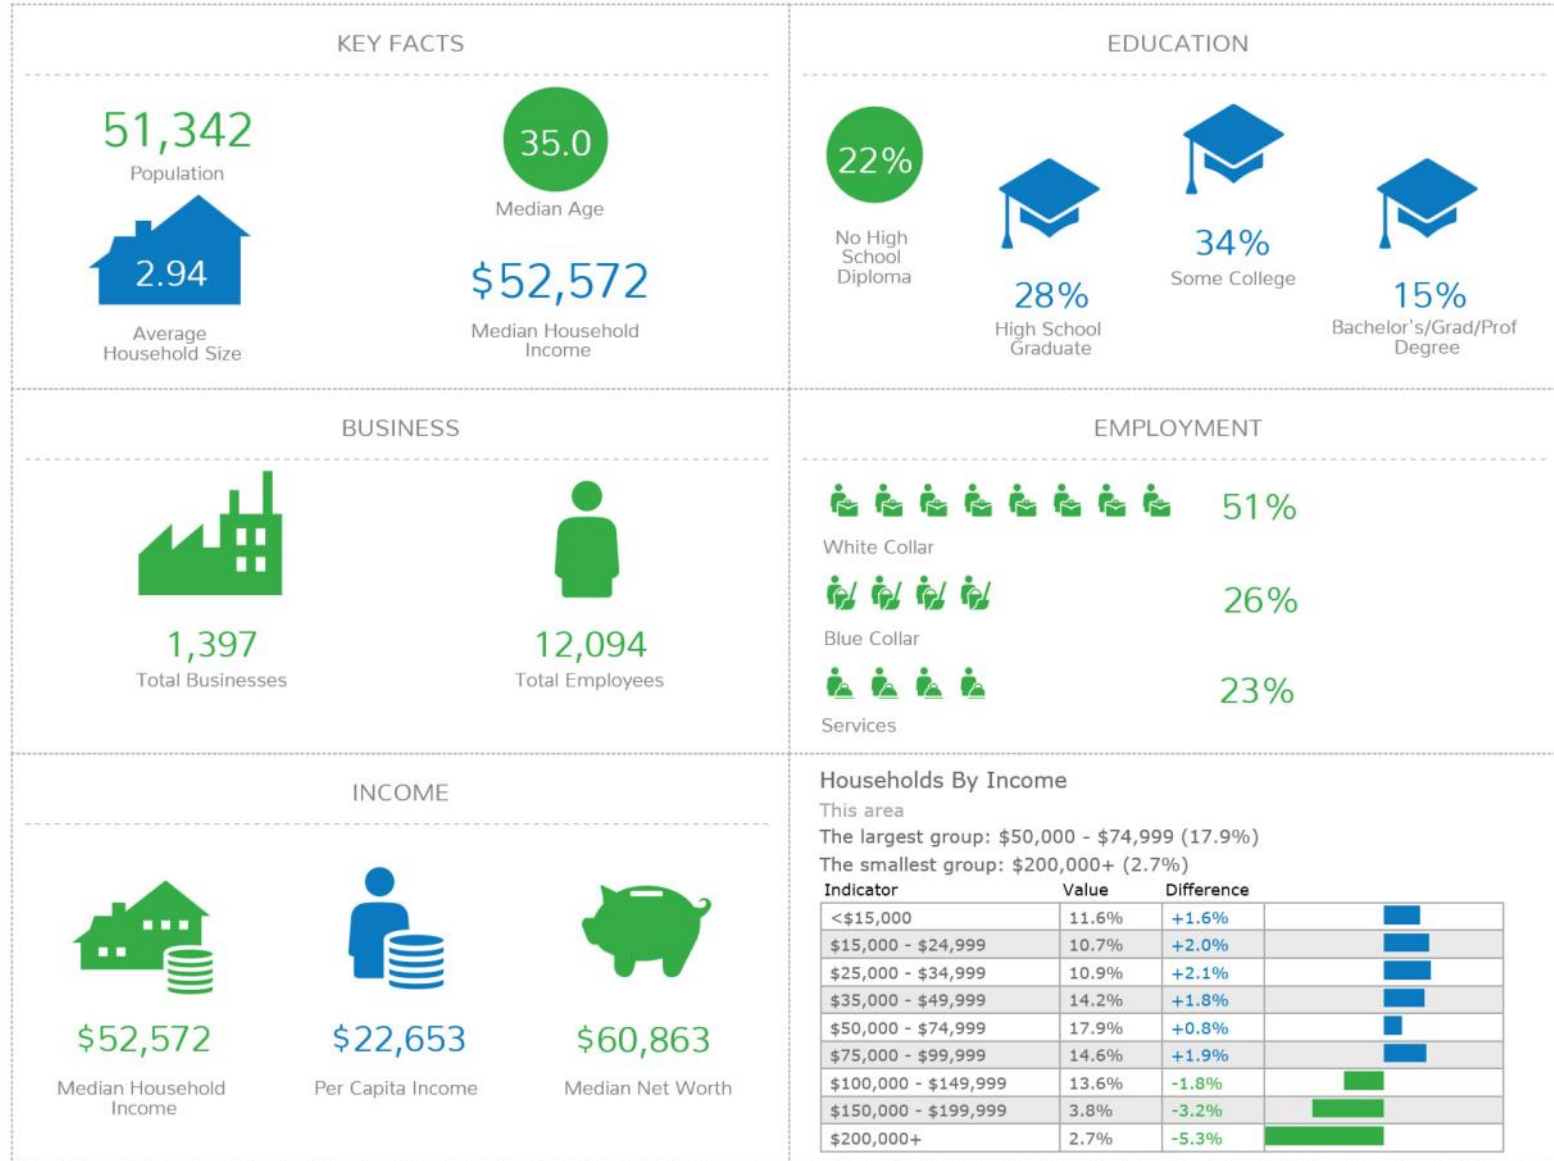 KEY FACTS
51,342
Population
35.0
Median Age
2.94
Average
Household Size
$52,572
Median Household
Income
EDUCATION
22%
No High
School
Diploma
28%
High School
Graduate
34%
Some College
15%
Bachelor's/Grad/Prof
Degree
BUSINESS
1,397
Total Businesses
12,094
Total Employees
EMPLOYMENT
51%
White Collar
26%
Blue Collar
23%
Services
INCOME
$52,572
Median Household
Income
$22,653
Per Capita Income
$60,863
Median Net Worth
Households By Income
This area
The largest group: $50,000 - $74,999 (17.9%)
The smallest group: $200,000+ (2.7%)
Indicator Value Difference
<$15,000 11.6% +1.6%
$15,000 - $24,999 10.7% +2.0%
$25,000 - $34,999 10.9% +2.1%
$35,000 - $49,999 14.2% +1.8%
$50,000 - $74,999 17.9% +0.8%
$75,000 - $99,999 14.6% +1.9%
$100,000 - $149,999 13.6% -1.8%
$150,000 - $199,999 3.8% -3.2%
$200,000+ 2.7% -5.3%